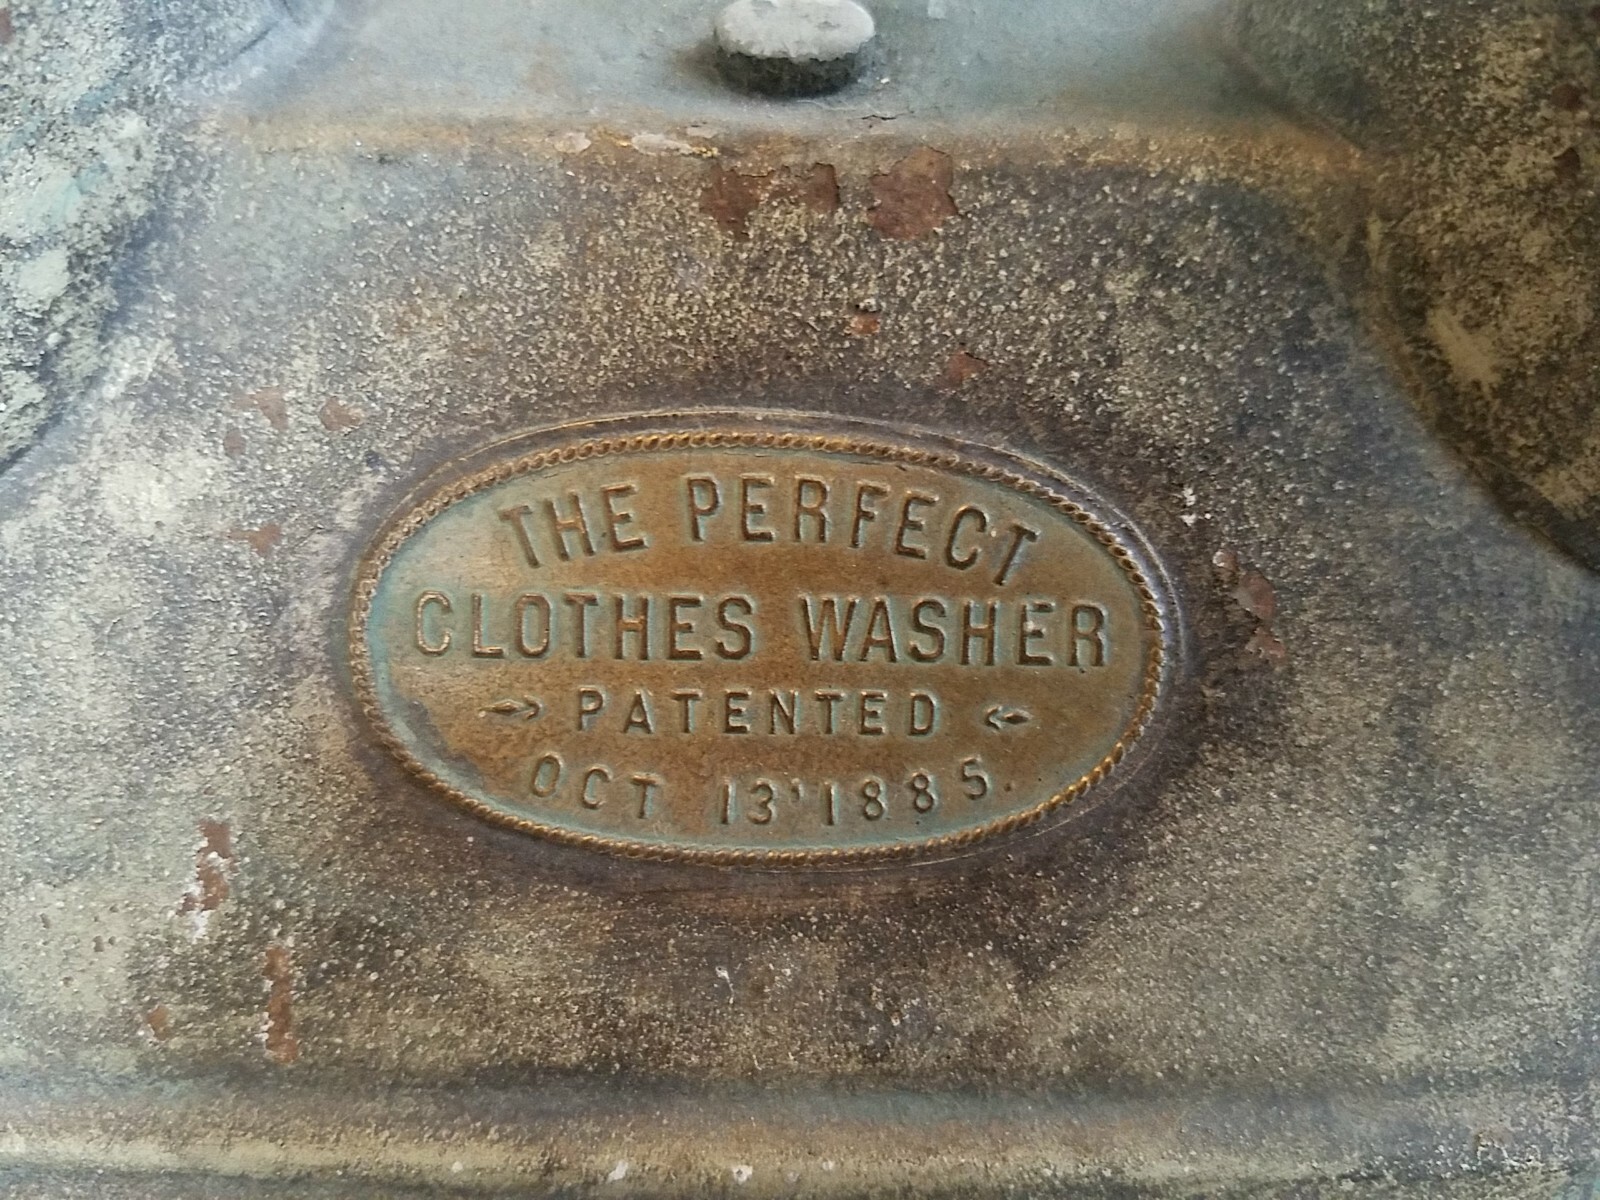 THE PERFECT
CLOTHES WASHER
PATENTED
OCT 13'1885.